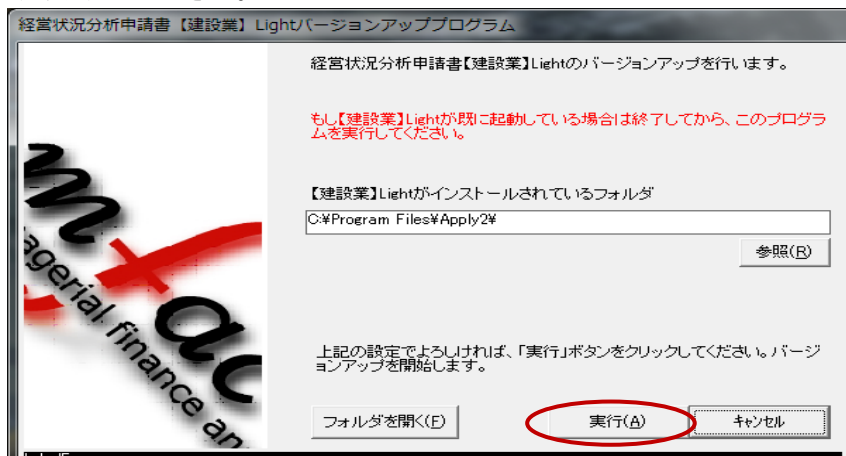 経営状況分析申請書【建設業】Lightバージョンアッププログラム
経営状況分析申請書【建設業】Lightのバージョンアップを行います。
もし【建設業】Lightが既に起動している場合は終了してから、このプログラ
ムを実行してください。
【建設業】Lightがインストールされているフォルダ
C:¥Program Files¥Apply2¥
参照(R)
上記の設定でよろしければ、「実行」ボタンをクリックしてください。バージ
ョンアップを開始します。
フォルダを開く(F)
実行(A)
キャンセル
m+ac
agerial finance an